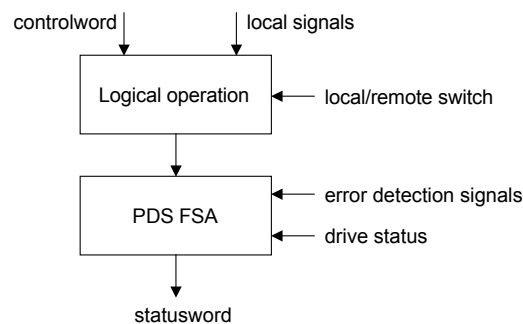 controlword
local signals
Logical operation
local/remote switch
error detection signals
PDS FSA
drive status
statusword